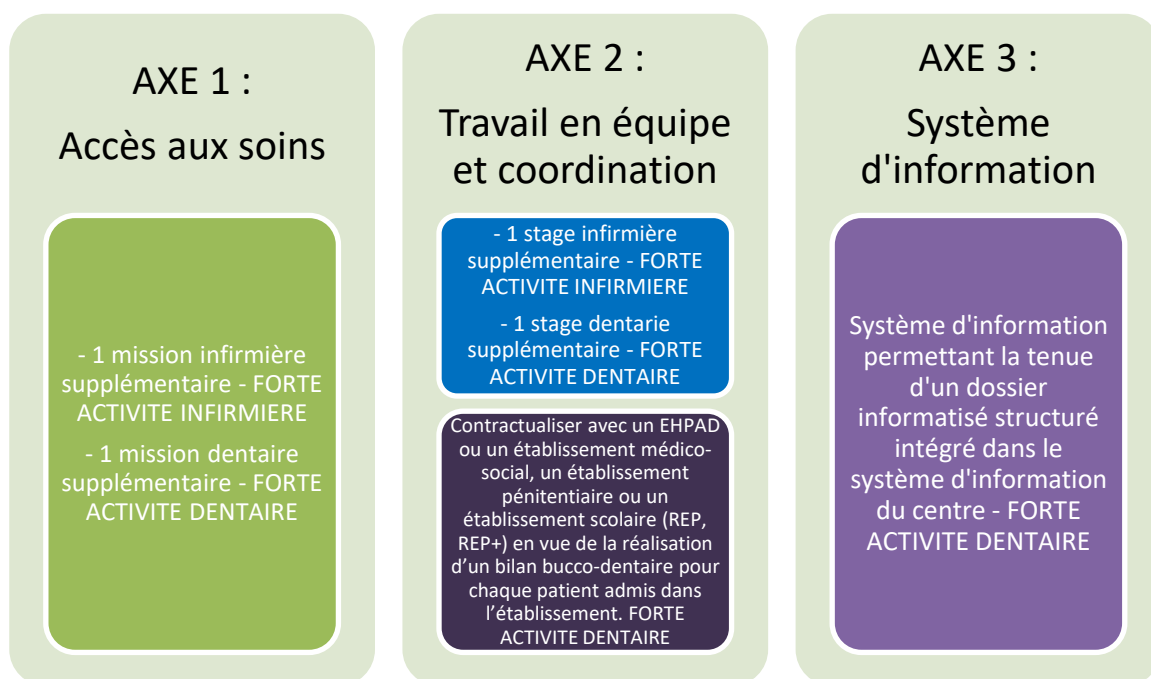 AXE 1 :
Accès aux soins
- 1 mission infirmière
supplémentaire - FORTE
ACTIVITE INFIRMIERE
- 1 mission dentaire
supplémentaire - FORTE
ACTIVITE DENTAIRE
AXE 2 :
Travail en équipe
et coordination
- 1 stage infirmière
supplémentaire - FORTE
ACTIVITE INFIRMIERE
- 1 stage dentarie
supplémentaire - FORTE
ACTIVITE DENTAIRE
Contractualiser avec un EHPAD
ou un établissement médico-
social, un établissement
pénitentiaire ou un
établissement scolaire (REP,
REP+) en vue de la réalisation
d’un bilan bucco-dentaire pour
chaque patient admis dans
l’établissement. FORTE
ACTIVITE DENTAIRE
AXE 3 :
Système
d'information
Système d'information
permettant la tenue
d'un dossier
informatisé structuré
intégré dans le
système d'information
du centre - FORTE
ACTIVITE DENTAIRE